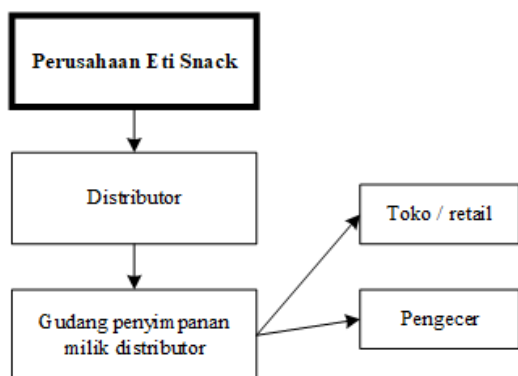 Perusahaan Eti Snack
Distributor
Toko / retail
Gudang penyimpanan
milik distributor
Pengecer